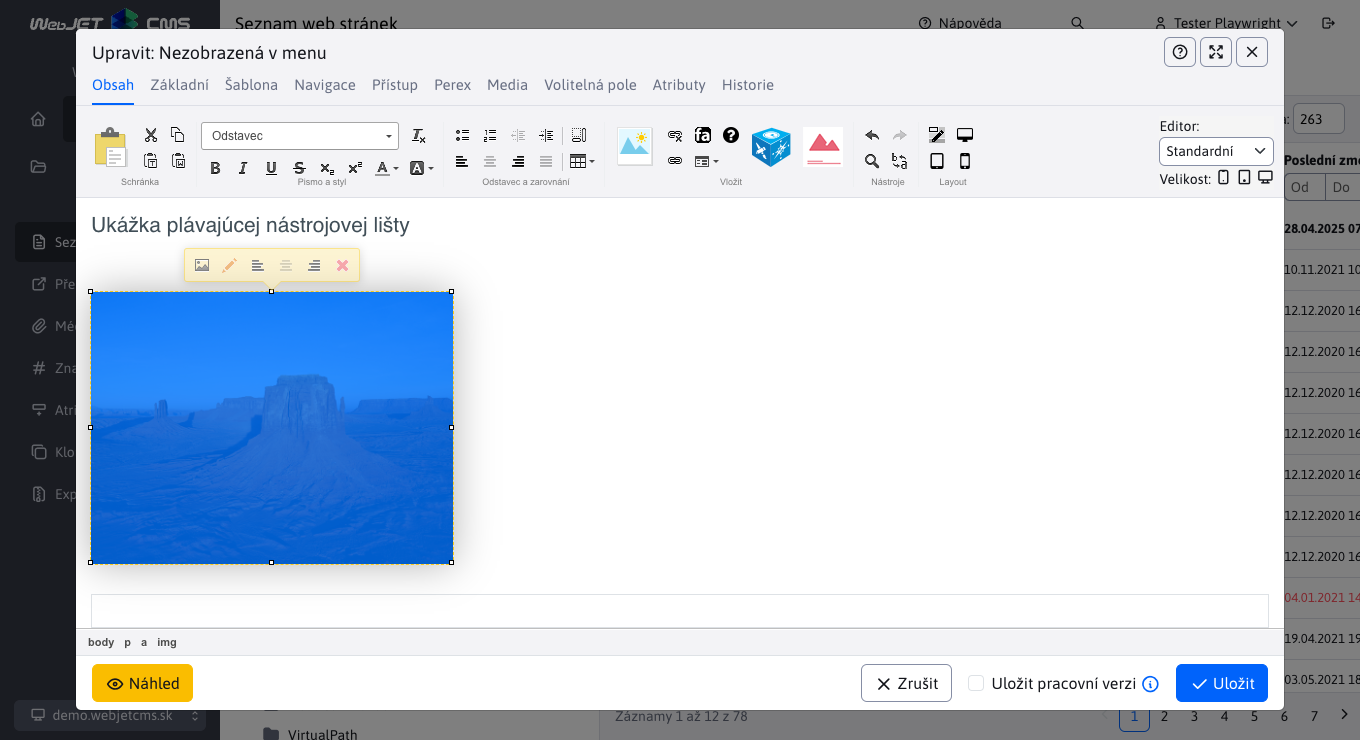 WebJET CMS
Seznam web stránek
Nápověda
Tester Playwright
Upravit: Nezobrazená v menu
Obsah Základní Šablona Navigace Přístup Perex Media Volitelná pole Atributy Historie
Odstavec
Schránka
Písmo a styl
Odstavec a zarovnání
Vložit
Nástroje
Layout
Editor:
Standardní
Velikost:
263
Poslední
Od Do
Ukážka plávajúcej nástrojovej lišty
28.04.2025 07
10.11.2021 10
12.12.2020 16
12.12.2020 16
12.12.2020 16
12.12.2020 16
12.12.2020 16
12.12.2020 16
12.12.2020 16
04.01.2021 14
19.04.2021 19
03.05.2021 18
body p a img
Náhled
Zrušit
Uložit pracovní verzi
Uložit
demo.webjetcms.sk
Záznamy 1 až 12 z 78
1 2 3 4 5 6 7
VirtualPath